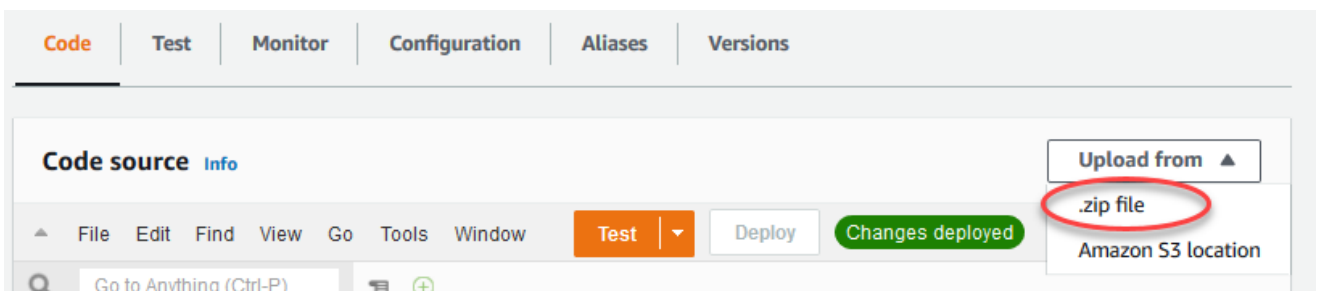 Code Test Monitor Configuration Aliases Versions
Code source Info
Upload from
.zip file
Amazon S3 location
File Edit Find View Go Tools Window Test Deploy Changes deployed
Go to Anything (Ctrl-P)